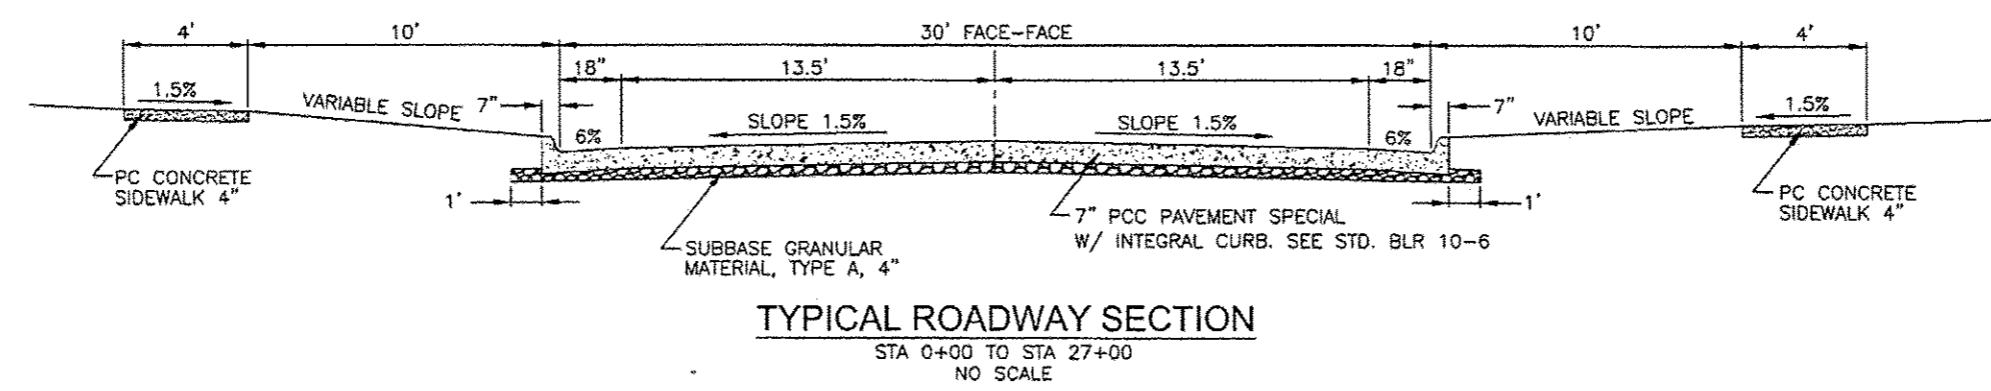 4' 10' 30' FACE-FACE 10' 4'
18" 13.5' 13.5' 18"
1.5% VARIABLE SLOPE 7" 6% SLOPE 1.5% SLOPE 1.5% 6% 7" VARIABLE SLOPE 1.5%
PC CONCRETE
SIDEWALK 4"
1'
SUBBASE GRANULAR
MATERIAL, TYPE A, 4"
7" PCC PAVEMENT SPECIAL
W/ INTEGRAL CURB. SEE STD. BLR 10-6
1'
PC CONCRETE
SIDEWALK 4"
TYPICAL ROADWAY SECTION
STA 0+00 TO STA 27+00
NO SCALE